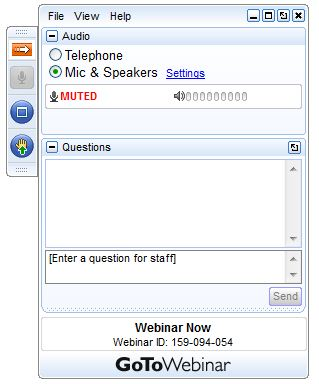 File View Help
Audio
Telephone
Mic & Speakers Settings
MUTED
Questions
[Enter a question for staff]
Send
Webinar Now
Webinar ID: 159-094-054
GoToWebinar